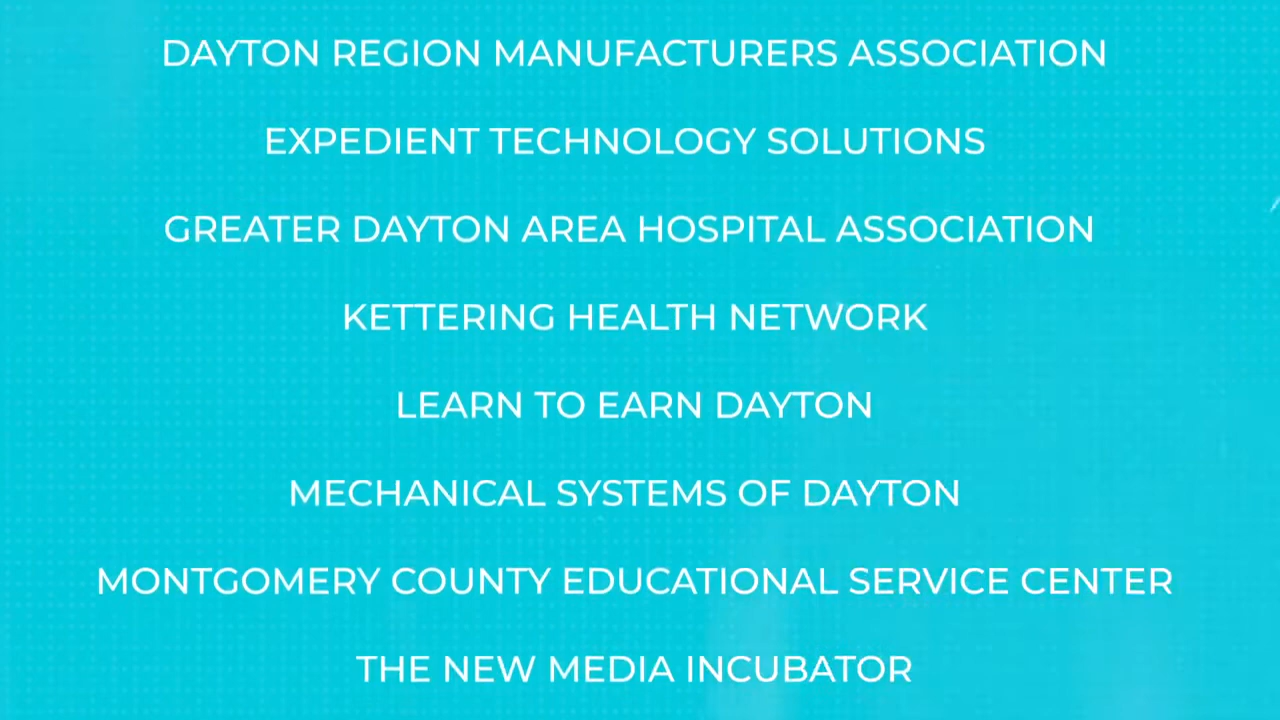 DAYTON REGION MANUFACTURERS ASSOCIATION
EXPEDIENT TECHNOLOGY SOLUTIONS
GREATER DAYTON AREA HOSPITAL ASSOCIATION
KETTERING HEALTH NETWORK
LEARN TO EARN DAYTON
MECHANICAL SYSTEMS OF DAYTON
MONTGOMERY COUNTY EDUCATIONAL SERVICE CENTER
THE NEW MEDIA INCUBATOR